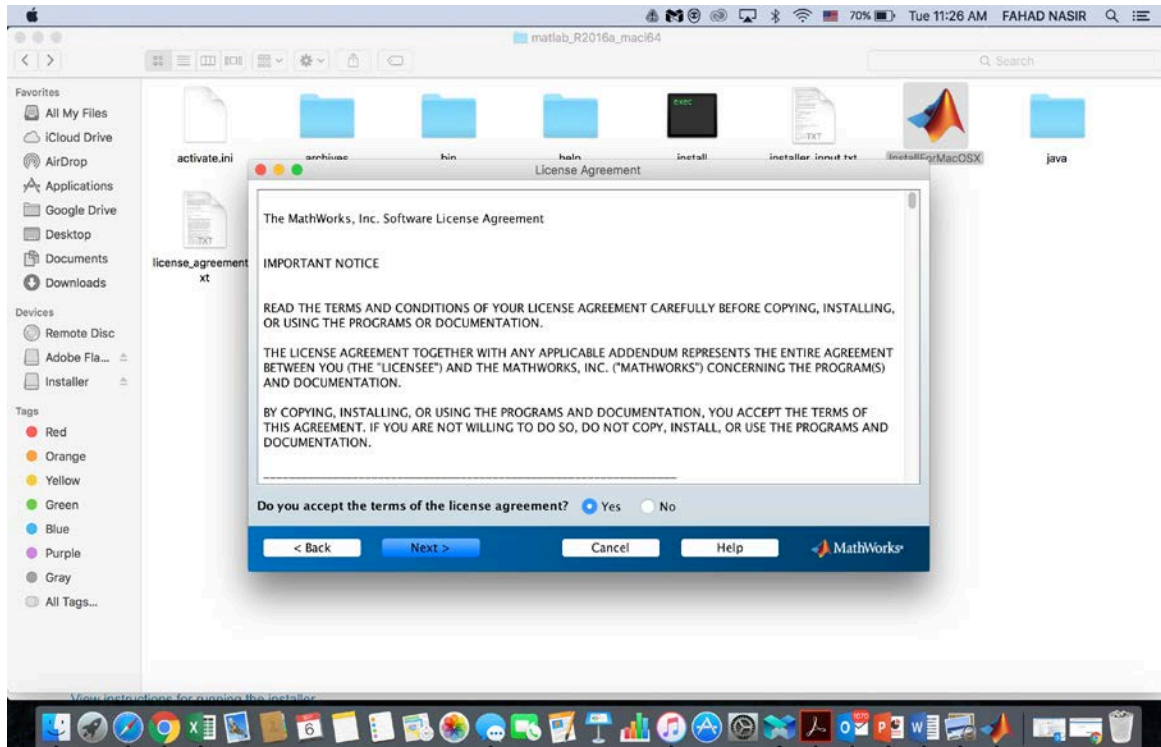 70% Tue 11:26 AM FAHAD NASIR
matlab_R2016a_maci64
Search
Favorites
All My Files
iCloud Drive
AirDrop
Applications
Google Drive
Desktop
Documents
Downloads
Devices
Remote Disc
Adobe Fla...
Installer
Tags
Red
Orange
Yellow
Green
Blue
Purple
Gray
All Tags...
exec
TXT
activate.ini archives bin help install installer_input.txt InstallForMacOSX java
TXT
license_agreement
xt
License Agreement
The MathWorks, Inc. Software License Agreement
IMPORTANT NOTICE
READ THE TERMS AND CONDITIONS OF YOUR LICENSE AGREEMENT CAREFULLY BEFORE COPYING, INSTALLING,
OR USING THE PROGRAMS OR DOCUMENTATION.
THE LICENSE AGREEMENT TOGETHER WITH ANY APPLICABLE ADDENDUM REPRESENTS THE ENTIRE AGREEMENT
BETWEEN YOU (THE "LICENSEE") AND THE MATHWORKS, INC. ("MATHWORKS") CONCERNING THE PROGRAM(S)
AND DOCUMENTATION.
BY COPYING, INSTALLING, OR USING THE PROGRAMS AND DOCUMENTATION, YOU ACCEPT THE TERMS OF
THIS AGREEMENT. IF YOU ARE NOT WILLING TO DO SO, DO NOT COPY, INSTALL, OR USE THE PROGRAMS AND
DOCUMENTATION.
Do you accept the terms of the license agreement? Yes No
< Back Next > Cancel Help MathWorks
View instructions for running the installer
6
1070